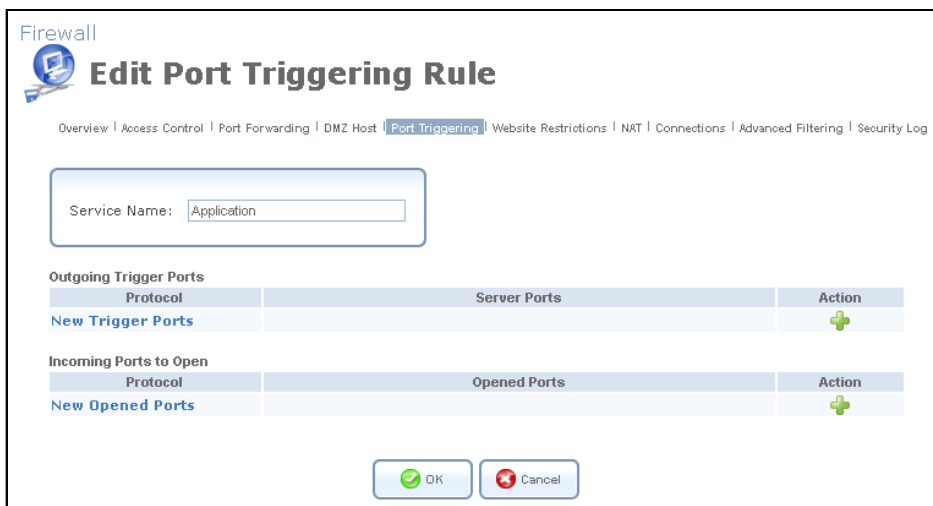 Firewall
Edit Port Triggering Rule
Overview | Access Control | Port Forwarding | DMZ Host | Port Triggering | Website Restrictions | NAT | Connections | Advanced Filtering | Security Log
Service Name: Application
Outgoing Trigger Ports
Protocol Server Ports Action
New Trigger Ports
Incoming Ports to Open
Protocol Opened Ports Action
New Opened Ports
OK Cancel